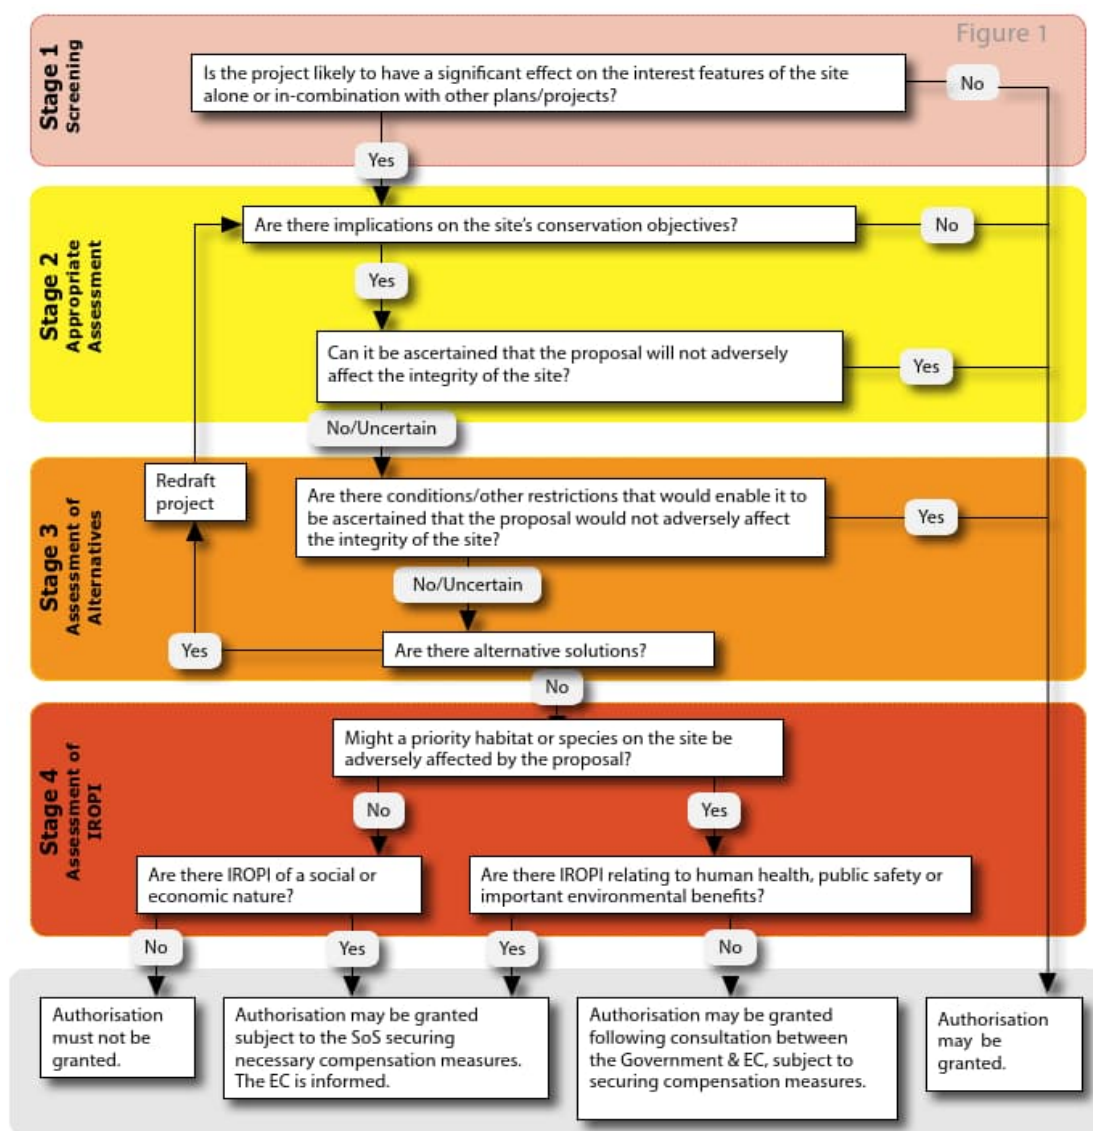 Figure 1
Stage 1
Screening
Is the project likely to have a significant effect on the interest features of the site
alone or in-combination with other plans/projects?
No
Yes
Stage 2
Appropriate
Assessment
Are there implications on the site's conservation objectives?
No
Yes
Can it be ascertained that the proposal will not adversely
affect the integrity of the site?
Yes
No/Uncertain
Stage 3
Assessment of
Alternatives
Redraft
project
Are there conditions/other restrictions that would enable it to
be ascertained that the proposal would not adversely affect
the integrity of the site?
Yes
No/Uncertain
Are there alternative solutions?
Yes
No
Stage 4
Assessment of
IROPI
Might a priority habitat or species on the site be
adversely affected by the proposal?
No
Yes
Are there IROPI of a social or
economic nature?
Are there IROPI relating to human health, public safety or
important environmental benefits?
No
Yes
Yes
No
Authorisation
must not be
granted.
Authorisation may be granted
subject to the SoS securing
necessary compensation measures.
The EC is informed.
Authorisation may be granted
following consultation between
the Government & EC, subject to
securing compensation measures.
Authorisation
may be
granted.